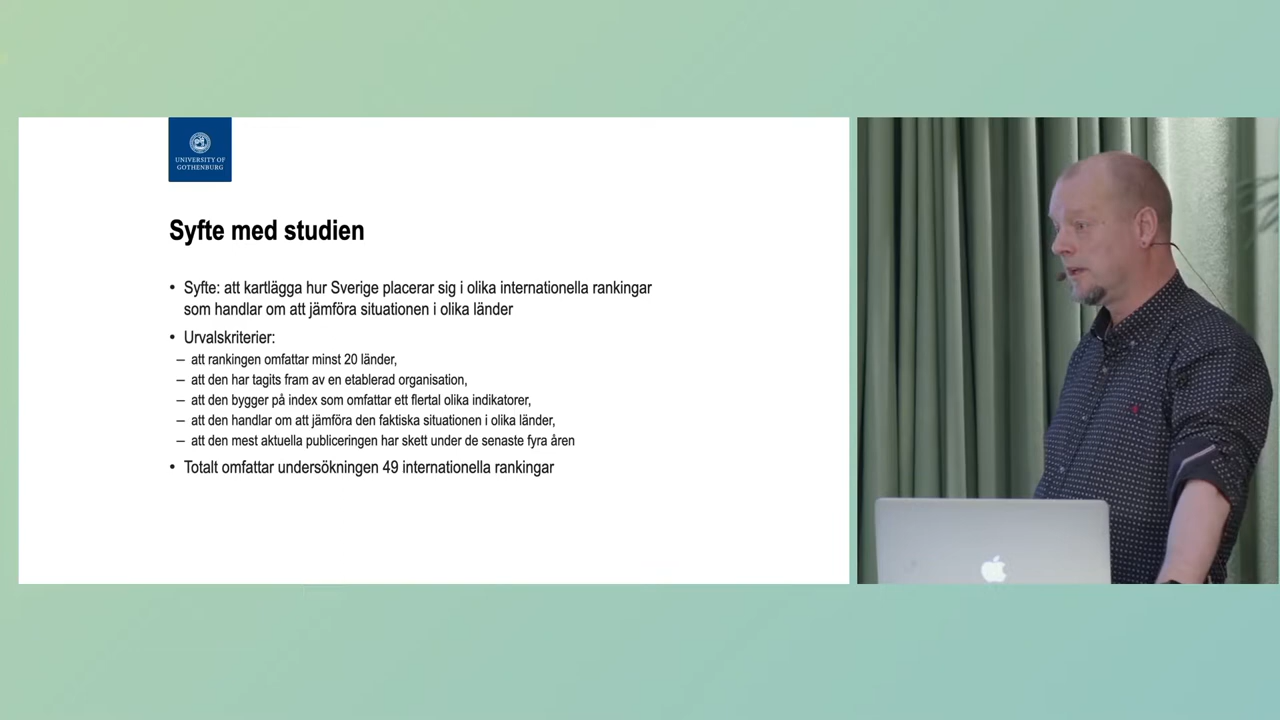 UNIVERSITY OF
GOTHENBURG
Syfte med studien
• Syfte: att kartlägga hur Sverige placerar sig i olika internationella rankingar
som handlar om att jämföra situationen i olika länder
• Urvalskriterier:
– att rankingen omfattar minst 20 länder,
– att den har tagits fram av en etablerad organisation,
– att den bygger på index som omfattar ett flertal olika indikatorer,
– att den handlar om att jämföra den faktiska situationen i olika länder,
– att den mest aktuella publiceringen har skett under de senaste fyra åren
• Totalt omfattar undersökningen 49 internationella rankingar